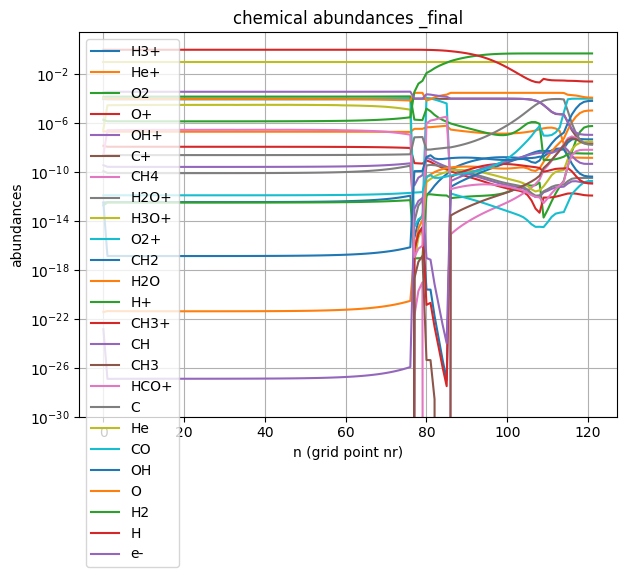 chemical abundances _final
abundances
10−2
10−6
10−10
10−14
10−18
10−22
10−26
10−30
0
20
40
60
80
100
120
n (grid point nr)
H3+
He+
O2
O+
OH+
C+
CH4
H2O+
H3O+
O2+
CH2
H2O
H+
CH3+
CH
CH3
HCO+
C
He
CO
OH
O
H2
H
e-